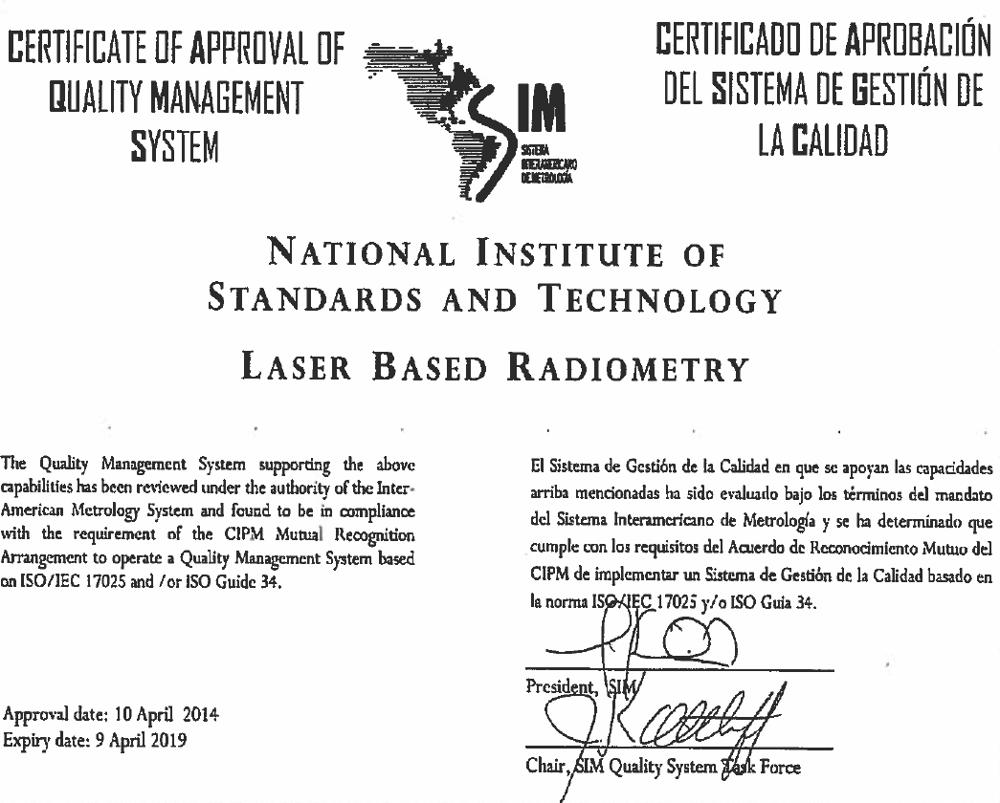 CERTIFICATE OF APPROVAL OF
QUALITY MANAGEMENT
SYSTEM
SIM
SISTEMA
INTERAMERICANO
DE METROLOGÍA
CERTIFICADO DE APROBACIÓN
DEL SISTEMA DE GESTIÓN DE
LA CALIDAD
NATIONAL INSTITUTE OF
STANDARDS AND TECHNOLOGY
LASER BASED RADIOMETRY
The Quality Management System supporting the above
capabilities has been reviewed under the authority of the Inter-
American Metrology System and found to be in compliance
with the requirement of the CIPM Mutual Recognition
Arrangement to operate a Quality Management System based
on ISO/IEC 17025 and /or ISO Guide 34.
El Sistema de Gestión de la Calidad en que se apoyan las capacidades
arriba mencionadas ha sido evaluado bajo los términos del mandato
del Sistema Interamericano de Metrología y se ha determinado que
cumple con los requisitos del Acuerdo de Reconocimiento Mutuo del
CIPM de implementar un Sistema de Gestión de la Calidad basado en
la norma ISO/IEC 17025 y/o ISO Guia 34.
President, SIM
Approval date: 10 April 2014
Expiry date: 9 April 2019
Chair, SIM Quality System Task Force